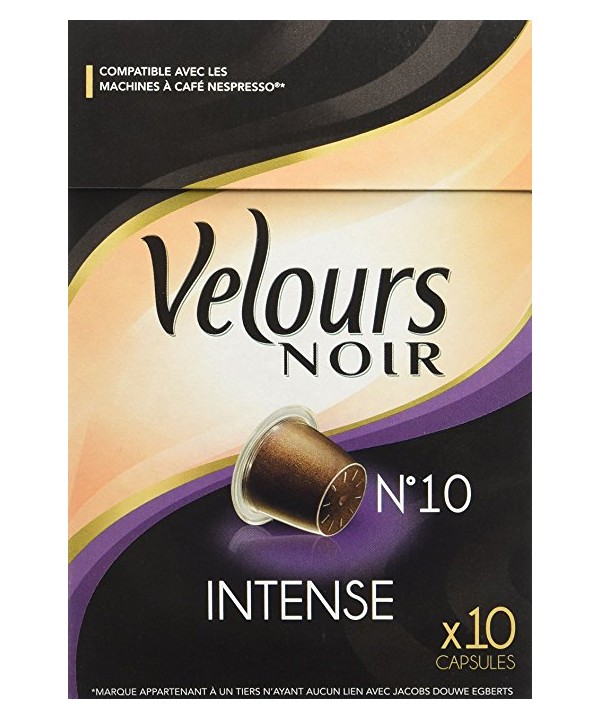 COMPATIBLE AVEC LES
MACHINES À CAFÉ NESPRESSO®*
Velours
NOIR
N°10
INTENSE
x10
CAPSULES
*MARQUE APPARTENANT À UN TIERS N'AYANT AUCUN LIEN AVEC JACOBS DOUWE EGBERTS